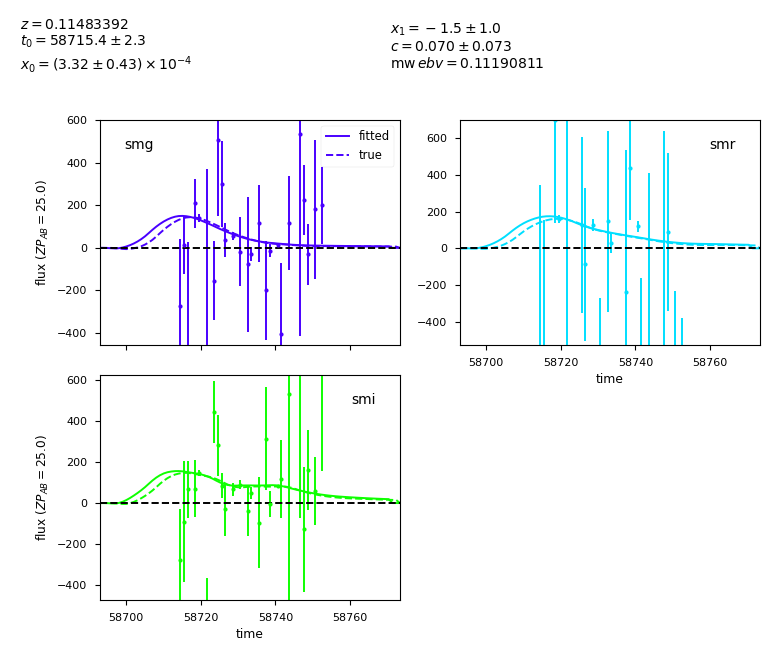 z = 0.11483392
t₀ = 58715.4 ± 2.3
x₀ = (3.32 ± 0.43) × 10⁻⁴
x₁ = −1.5 ± 1.0
c = 0.070 ± 0.073
mw ebv = 0.11190811
600
400
200
0
−200
−400
flux (ZP_AB = 25.0)
smg
fitted
true
600
400
200
0
−200
−400
smr
58700 58720 58740 58760
time
600
400
200
0
−200
−400
flux (ZP_AB = 25.0)
smi
58700 58720 58740 58760
time